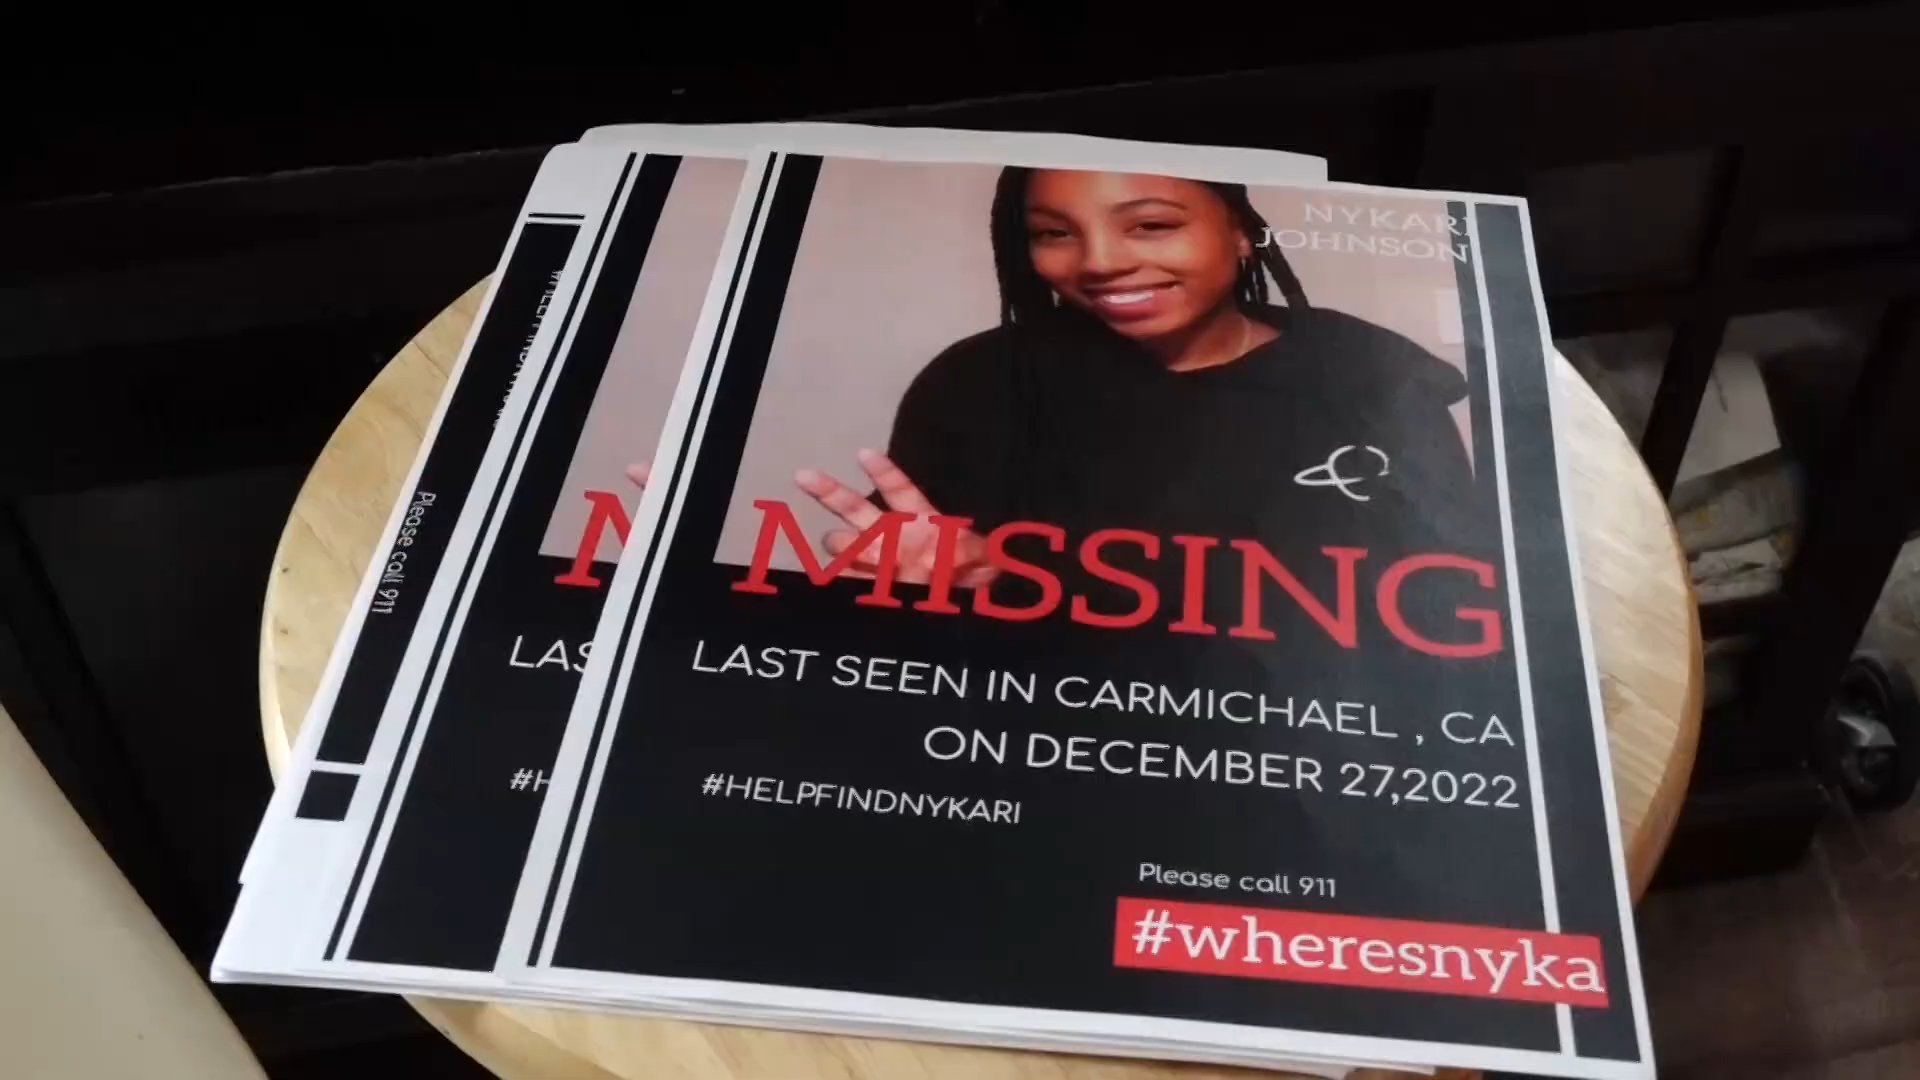 NYKARI
JOHNSON
MISSING
LAST SEEN IN CARMICHAEL , CA
ON DECEMBER 27,2022
#HELPFINDNYKARI
Please call 911
#wheresnyka
Please call 911
LAS
#H